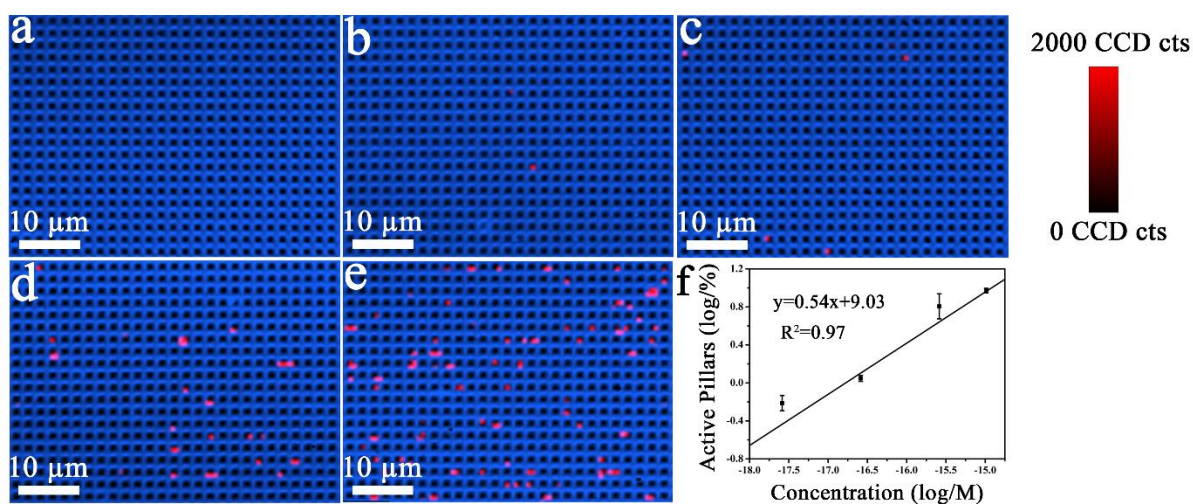 a
b
c
2000 CCD cts
0 CCD cts
10 µm
10 µm
10 µm
d
e
f
10 µm
10 µm
y=0.54x+9.03
R²=0.97
Active Pillars (log/%)
1.2
0.8
0.4
0.0
-0.4
-0.8
-18.0 -17.5 -17.0 -16.5 -16.0 -15.5 -15.0
Concentration (log/M)